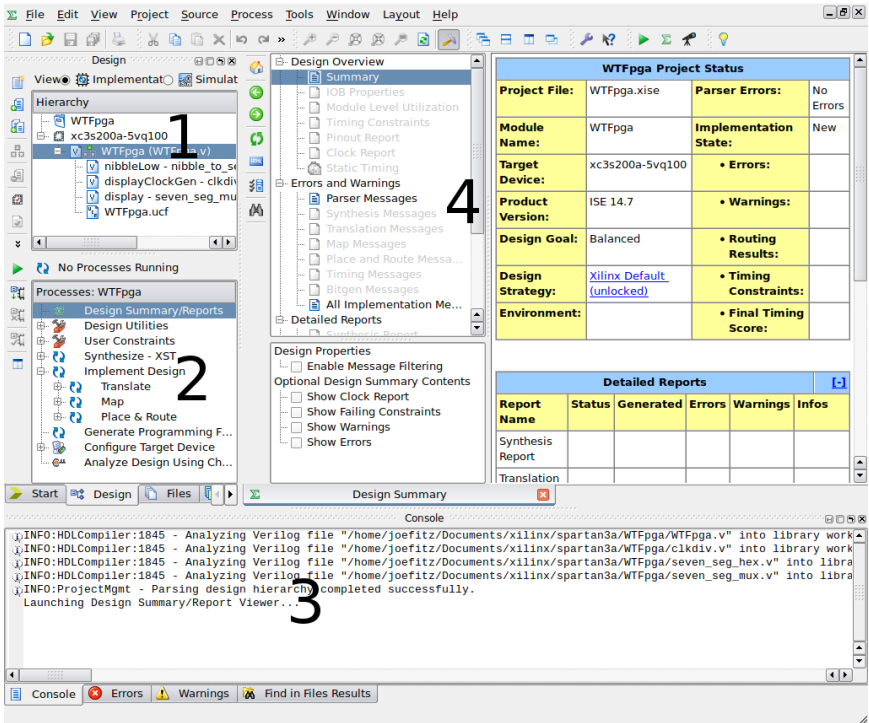 File Edit View Project Source Process Tools Window Layout Help
»
Design
View: Implementatio Simulat
Hierarchy
WTFpga
xc3s200a-5vq100
WTFpga (WTFpga.v)
nibbleLow - nibble_to_se
displayClockGen - clkdiv
display - seven_seg_mu
WTFpga.ucf
1
No Processes Running
Processes: WTFpga
Design Summary/Reports
Design Utilities
User Constraints
Synthesize - XST
Implement Design
Translate
Map
Place & Route
Generate Programming F...
Configure Target Device
Analyze Design Using Ch...
2
Start Design Files
Design Overview
Summary
IOB Properties
Module Level Utilization
Timing Constraints
Pinout Report
Clock Report
Static Timing
Errors and Warnings
Parser Messages
Synthesis Messages
Translation Messages
Map Messages
Place and Route Messa...
Timing Messages
Bitgen Messages
All Implementation Me...
Detailed Reports
Synthesis Report
4
Design Properties
Enable Message Filtering
Optional Design Summary Contents
Show Clock Report
Show Failing Constraints
Show Warnings
Show Errors
Design Summary
WTFpga Project Status
Project File: WTFpga.xise Parser Errors: No
Errors
Module
Name: WTFpga Implementation
State: New
Target
Device: xc3s200a-5vq100 • Errors:
Product
Version: ISE 14.7 • Warnings:
Design Goal: Balanced • Routing
Results:
Design
Strategy: Xilinx Default
(unlocked) • Timing
Constraints:
Environment: • Final Timing
Score:
Detailed Reports [-]
Report
Name Status Generated Errors Warnings Infos
Synthesis
Report
Translation
Console
INFO:HDLCompiler:1845 - Analyzing Verilog file "/home/joefitz/Documents/xilinx/spartan3a/WTFpga/WTFpga.v" into library work
INFO:HDLCompiler:1845 - Analyzing Verilog file "/home/joefitz/Documents/xilinx/spartan3a/WTFpga/clkdiv.v" into library work
INFO:HDLCompiler:1845 - Analyzing Verilog file "/home/joefitz/Documents/xilinx/spartan3a/WTFpga/seven_seg_hex.v" into libra
INFO:HDLCompiler:1845 - Analyzing Verilog file "/home/joefitz/Documents/xilinx/spartan3a/WTFpga/seven_seg_mux.v" into libra
INFO:ProjectMgmt - Parsing design hierarchy completed successfully.
Launching Design Summary/Report Viewer...
3
Console Errors Warnings Find in Files Results